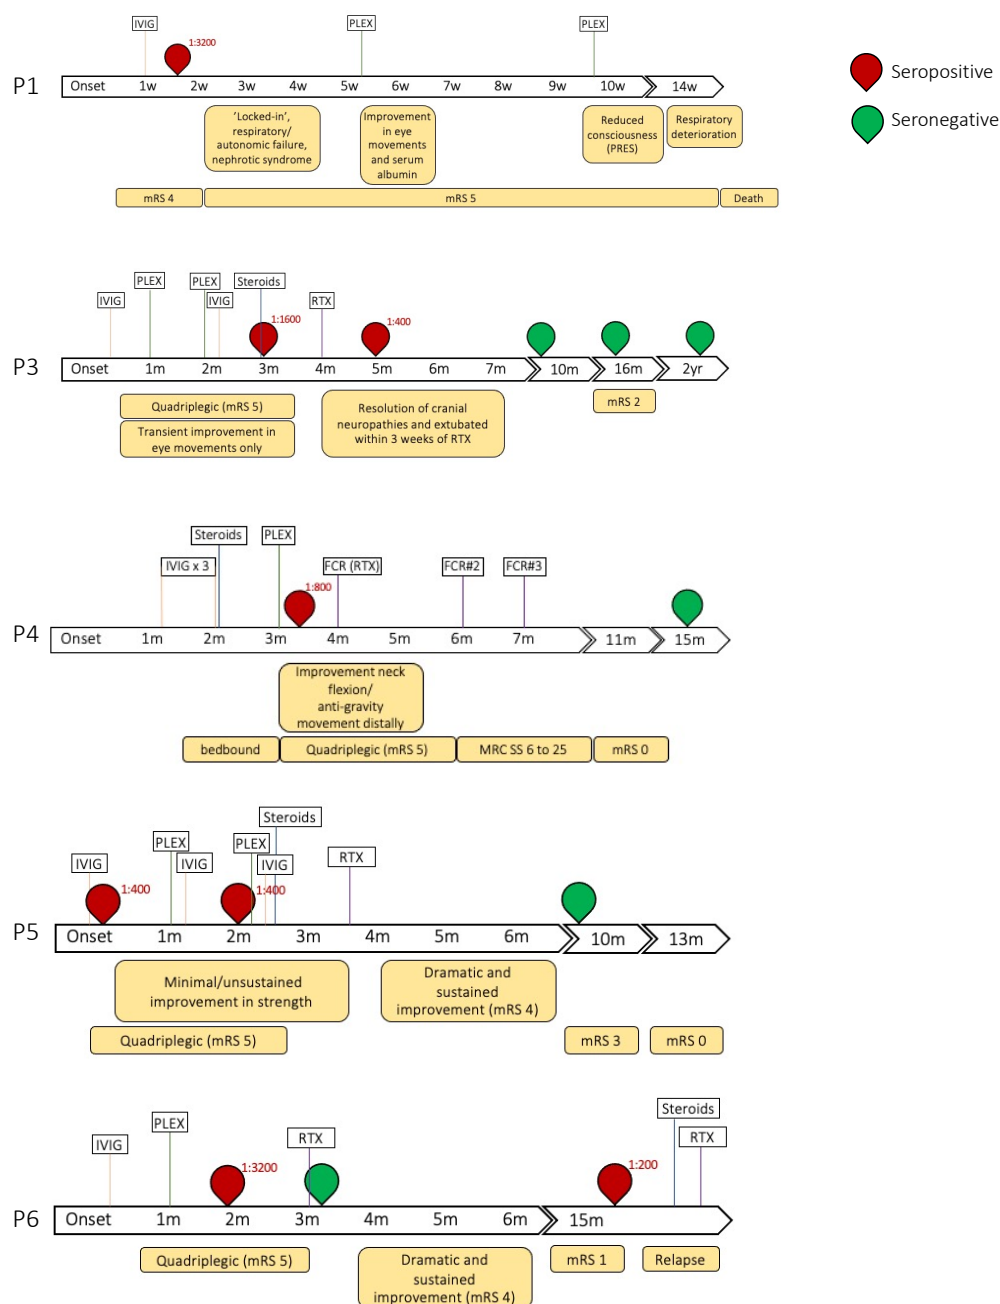 IVIG
PLEX
PLEX
1:3200
Seropositive
Seronegative
P1
Onset 1w 2w 3w 4w 5w 6w 7w 8w 9w 10w 14w
'Locked-in',
respiratory/
autonomic failure,
nephrotic syndrome
Improvement
in eye
movements
and serum
albumin
Reduced
consciousness
(PRES)
Respiratory
deterioration
mRS 4
mRS 5
Death
PLEX
PLEX
Steroids
IVIG
IVIG
RTX
1:1600
1:400
P3
Onset 1m 2m 3m 4m 5m 6m 7m 10m 16m 2yr
Quadriplegic (mRS 5)
Transient improvement in
eye movements only
Resolution of cranial
neuropathies and extubated
within 3 weeks of RTX
mRS 2
Steroids
PLEX
IVIG x 3
FCR (RTX)
FCR#2
FCR#3
1:800
P4
Onset 1m 2m 3m 4m 5m 6m 7m 11m 15m
Improvement neck
flexion/
anti-gravity
movement distally
bedbound
Quadriplegic (mRS 5)
MRC SS 6 to 25
mRS 0
Steroids
PLEX
PLEX
IVIG
IVIG
IVIG
RTX
1:400
1:400
P5
Onset 1m 2m 3m 4m 5m 6m 10m 13m
Minimal/unsustained
improvement in strength
Dramatic and
sustained
improvement (mRS 4)
Quadriplegic (mRS 5)
mRS 3
mRS 0
Steroids
PLEX
IVIG
RTX
RTX
1:3200
1:200
P6
Onset 1m 2m 3m 4m 5m 6m 15m
Quadriplegic (mRS 5)
Dramatic and
sustained
improvement (mRS 4)
mRS 1
Relapse